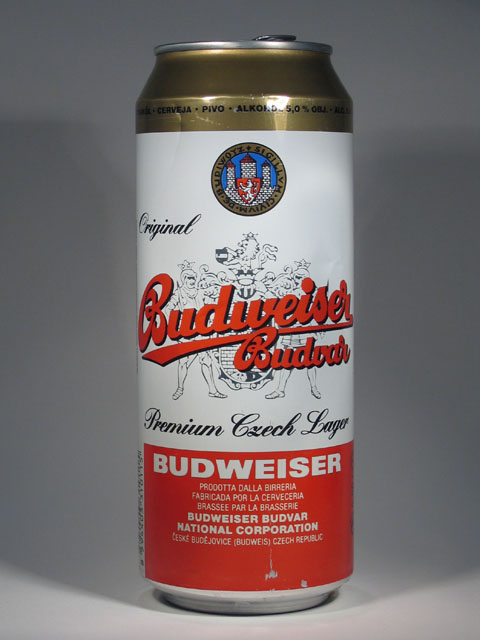 CERVEJA • PIVO • ALKOHOL 5,0 % OBJ.
Original
Budweiser
Budvar
Premium Czech Lager
BUDWEISER
PRODOTTA DALLA BIRRERIA
FABRICADA POR LA CERVECERIA
BRASSEE PAR LA BRASSERIE
BUDWEISER BUDVAR
NATIONAL CORPORATION
ČESKÉ BUDĚJOVICE (BUDWEIS) CZECH REPUBLIC